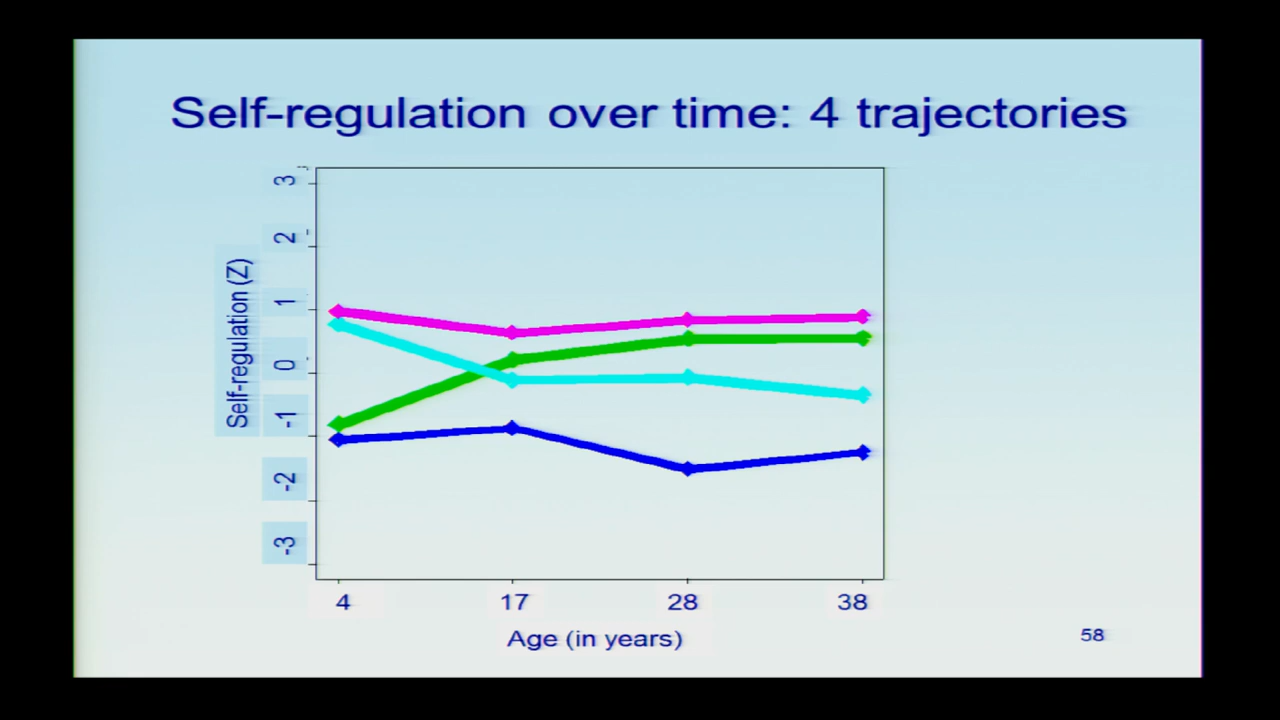 Self-regulation over time: 4 trajectories
Self-regulation (Z)
3
2
1
0
-1
-2
-3
4 17 28 38
Age (in years)
58